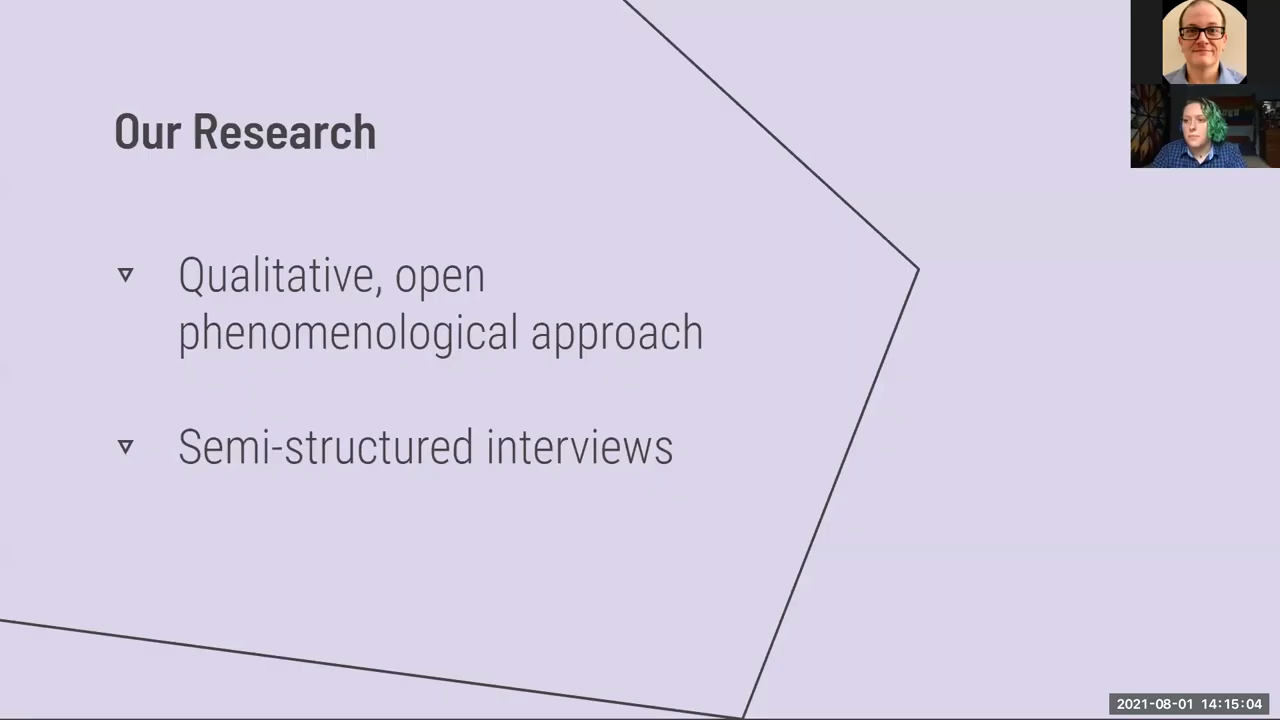 Our Research
Qualitative, open
phenomenological approach
Semi-structured interviews
2021-08-01 14:15:04